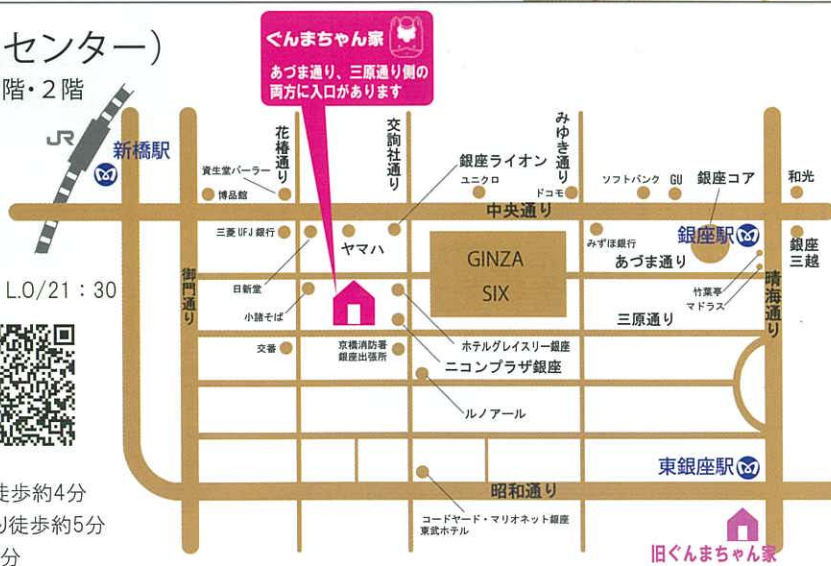 センター)
階・2階
ぐんまちゃん家
あづま通り、三原通り側の
両方に入口があります
JR
新橋駅
花椿通り
交詢社通り
みゆき通り
資生堂パーラー
博品館
銀座ライオン
ユニクロ
ドコモ
ソフトバンク
GU
銀座コア
和光
中央通り
三菱UFJ銀行
ヤマハ
みずほ銀行
銀座駅
銀座
三越
GINZA
SIX
あづま通り
御門通り
日新堂
L.O/21:30
竹葉亭
マドラス
晴海通り
小諸そば
三原通り
交番
京橋消防署
銀座出張所
ホテルグレイスリー銀座
ニコンプラザ銀座
ルノアール
東銀座駅
徒歩約4分
り徒歩約5分
分
昭和通り
コードヤード・マリオネット銀座
東武ホテル
旧ぐんまちゃん家